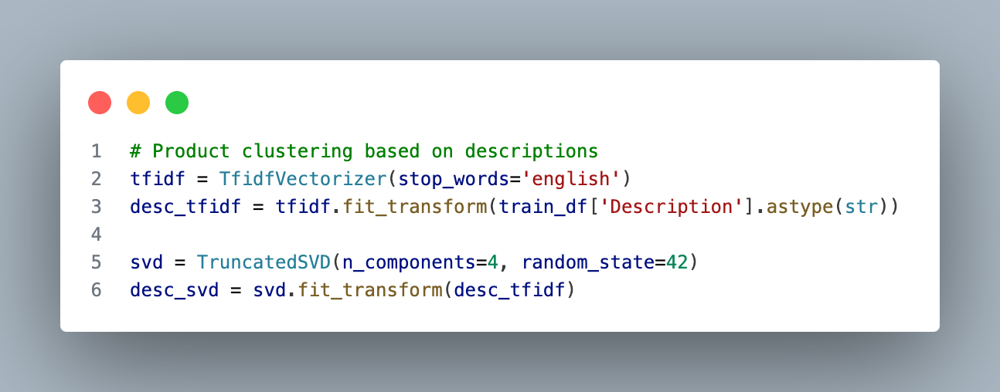 1 # Product clustering based on descriptions
2 tfidf = TfidfVectorizer(stop_words='english')
3 desc_tfidf = tfidf.fit_transform(train_df['Description'].astype(str))
4
5 svd = TruncatedSVD(n_components=4, random_state=42)
6 desc_svd = svd.fit_transform(desc_tfidf)